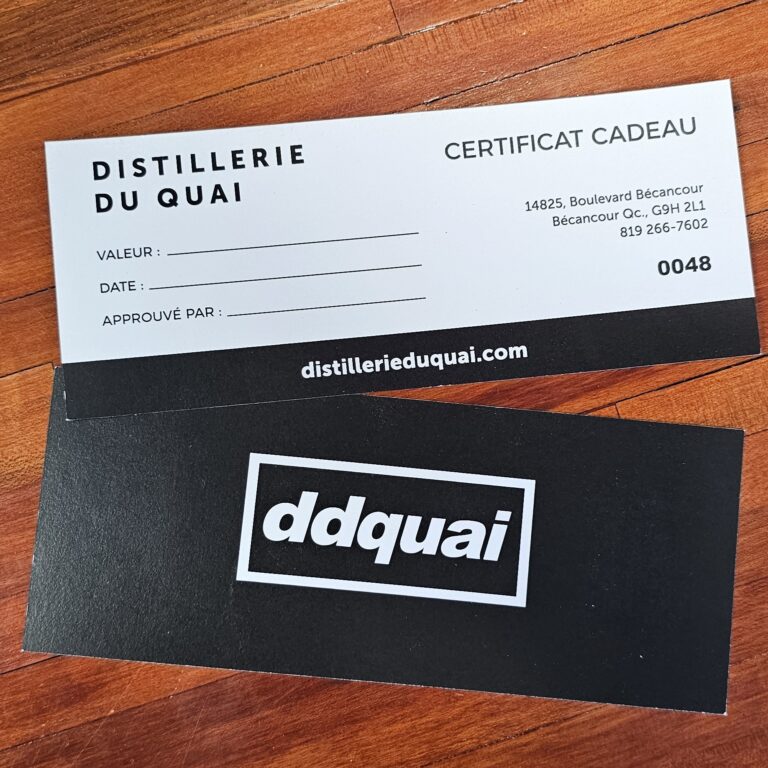 DISTILLERIE
DU QUAI
CERTIFICAT CADEAU
14825, Boulevard Bécancour
Bécancour Qc., G9H 2L1
819 266-7602
0048
VALEUR :
DATE :
APPROUVÉ PAR :
distillerieduquai.com
ddquai